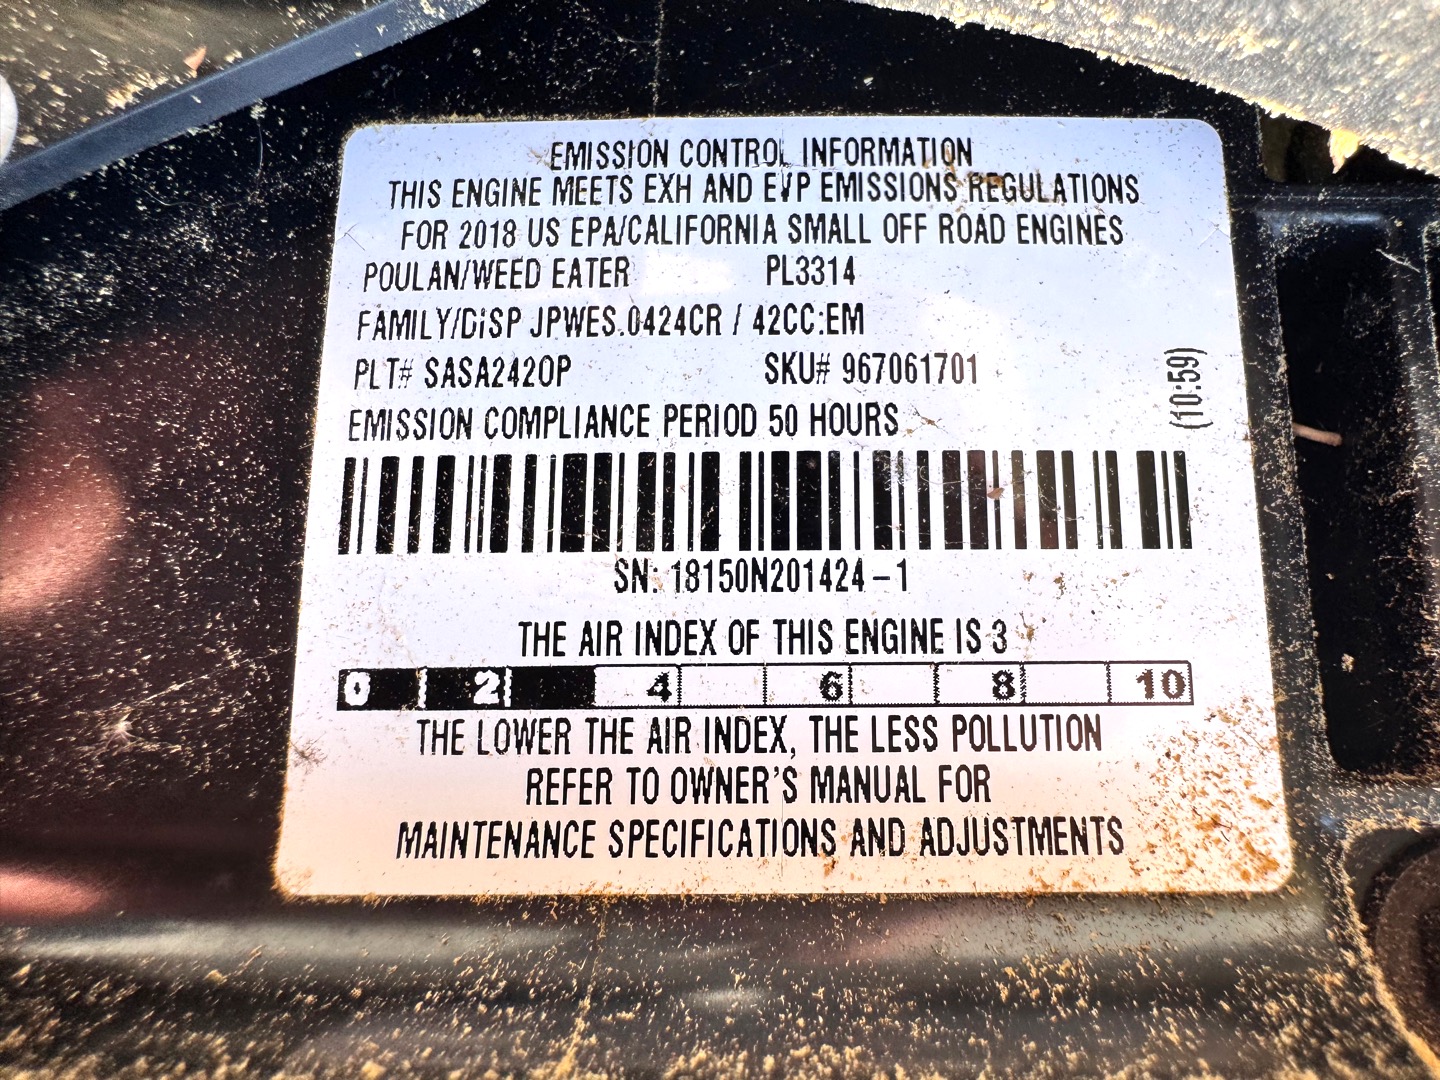 EMISSION CONTROL INFORMATION
THIS ENGINE MEETS EXH AND EVP EMISSIONS REGULATIONS
FOR 2018 US EPA/CALIFORNIA SMALL OFF ROAD ENGINES
POULAN/WEED EATER PL3314
FAMILY/DISP JPWES.0424CR / 42CC:EM
PLT# SASA2420P SKU# 967061701
(10:59)
EMISSION COMPLIANCE PERIOD 50 HOURS
SN: 18150N201424-1
THE AIR INDEX OF THIS ENGINE IS 3
0 2 4 6 8 10
THE LOWER THE AIR INDEX, THE LESS POLLUTION
REFER TO OWNER'S MANUAL FOR
MAINTENANCE SPECIFICATIONS AND ADJUSTMENTS